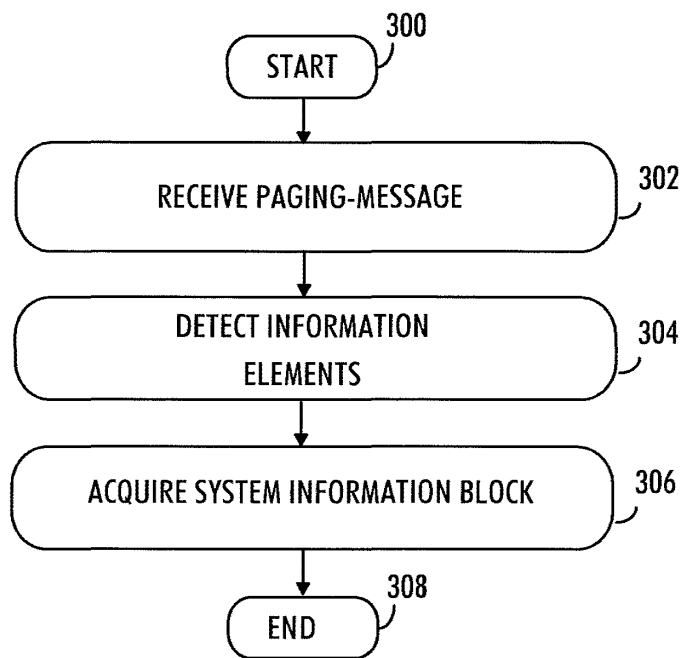 300
START
RECEIVE PAGING-MESSAGE
302
DETECT INFORMATION
ELEMENTS
304
ACQUIRE SYSTEM INFORMATION BLOCK
306
308
END